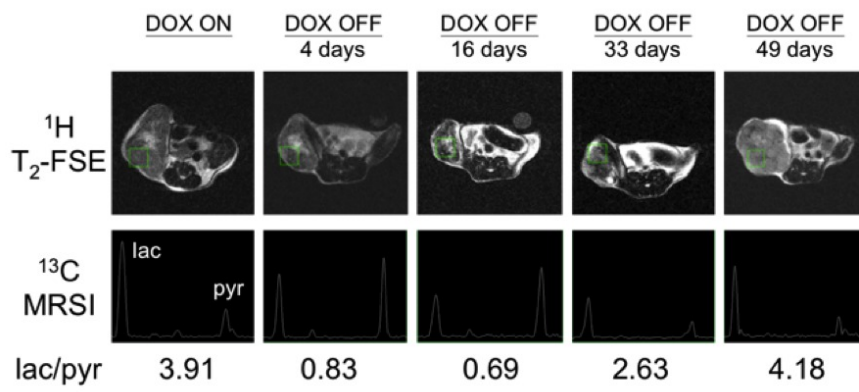 DOX ON DOX OFF DOX OFF DOX OFF DOX OFF
4 days 16 days 33 days 49 days
¹H
T₂-FSE
lac
pyr
¹³C
MRSI
lac/pyr 3.91 0.83 0.69 2.63 4.18